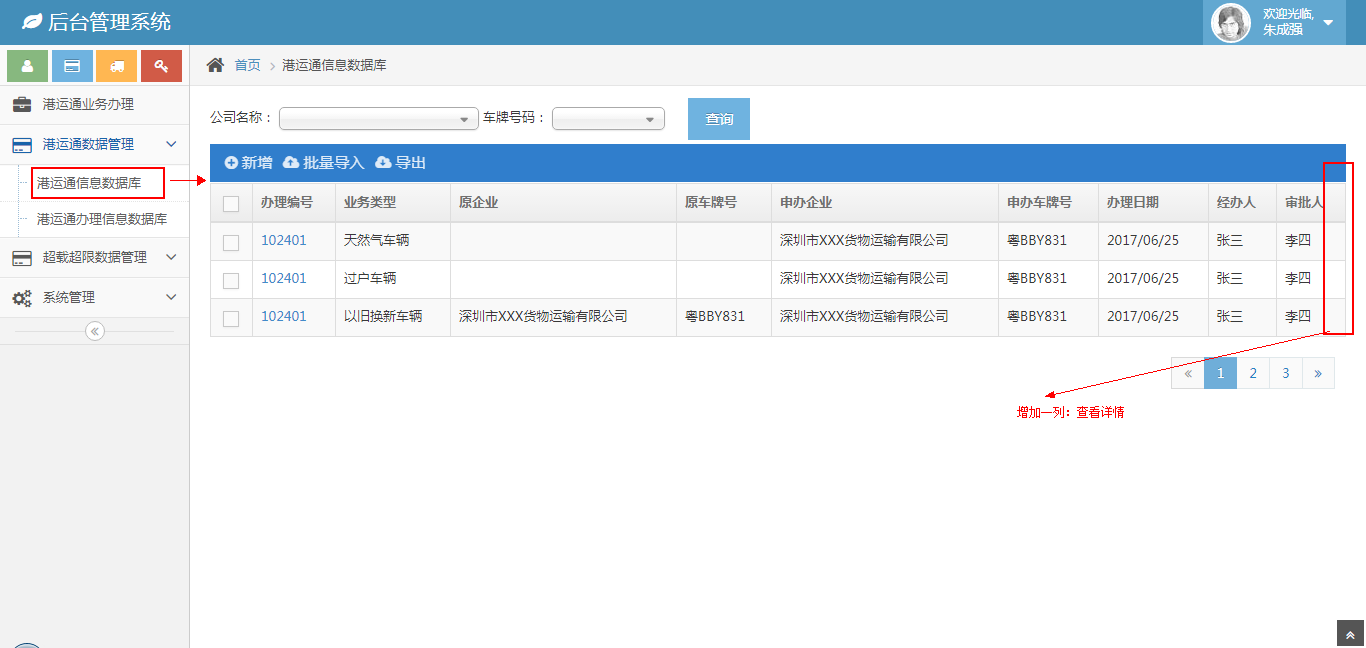 后台管理系统
欢迎光临,
朱成强
首页 > 港运通信息数据库
港运通业务办理
港运通数据管理
港运通信息数据库
港运通办理信息数据库
超载超限数据管理
系统管理
公司名称： 车牌号码： 查询
新增 批量导入 导出
办理编号 业务类型 原企业 原车牌号 申办企业 申办车牌号 办理日期 经办人 审批人
102401 天然气车辆 深圳市XXX货物运输有限公司 粤BBY831 2017/06/25 张三 李四
102401 过户车辆 深圳市XXX货物运输有限公司 粤BBY831 2017/06/25 张三 李四
102401 以旧换新车辆 深圳市XXX货物运输有限公司 粤BBY831 深圳市XXX货物运输有限公司 粤BBY831 2017/06/25 张三 李四
« 1 2 3 »
增加一列：查看详情